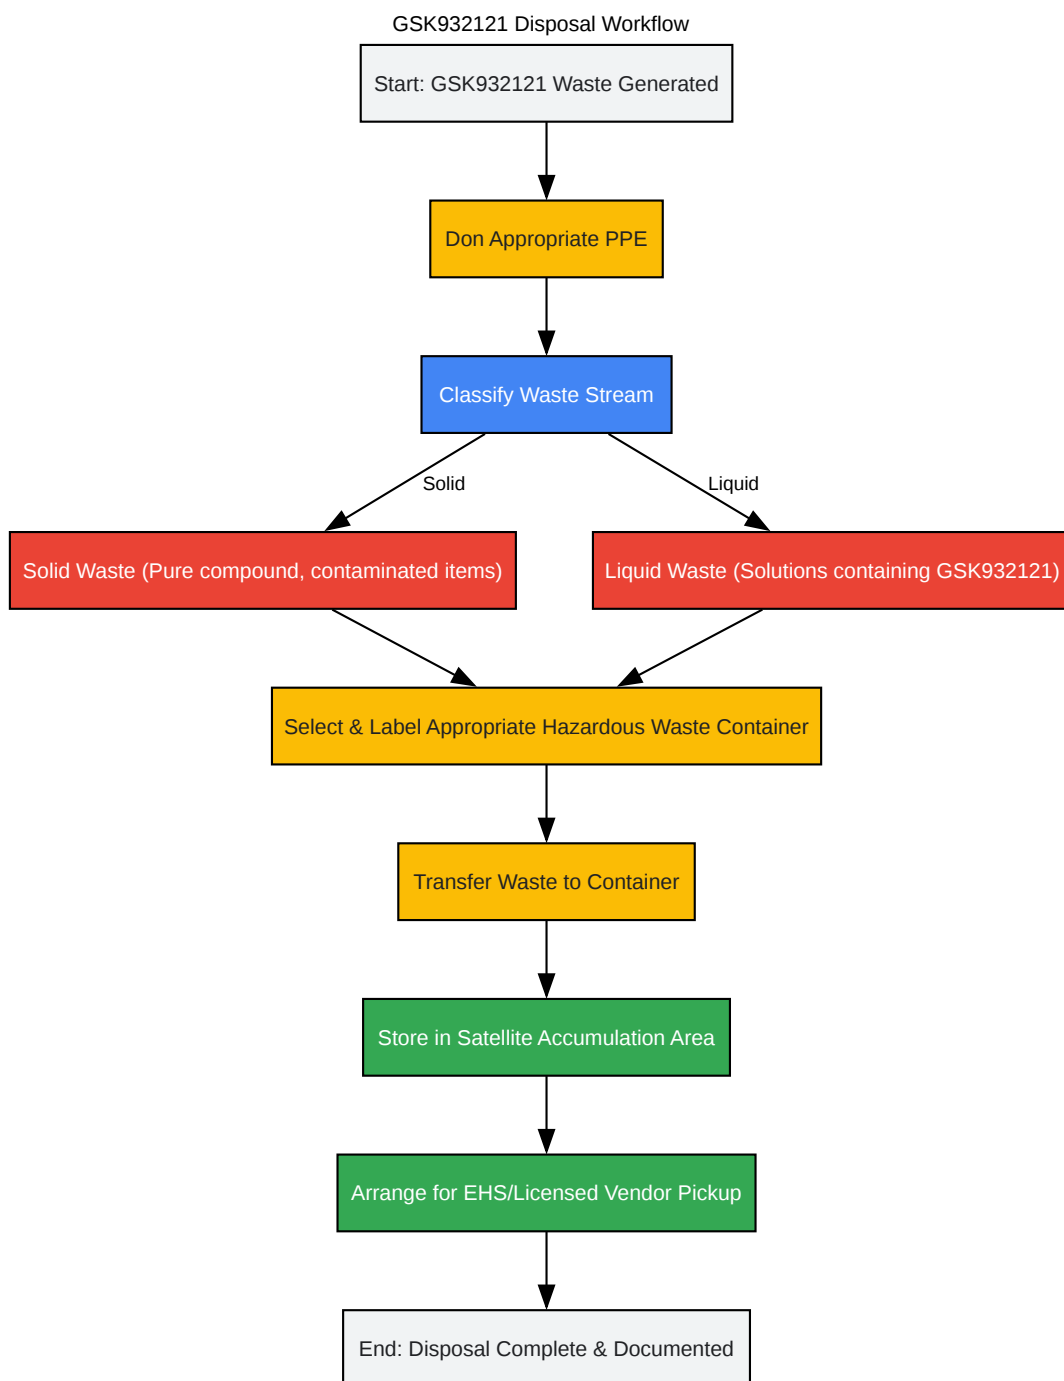 GSK932121 Disposal Workflow
Start: GSK932121 Waste Generated
Don Appropriate PPE
Classify Waste Stream
Solid
Liquid
Solid Waste (Pure compound, contaminated items)
Liquid Waste (Solutions containing GSK932121)
Select & Label Appropriate Hazardous Waste Container
Transfer Waste to Container
Store in Satellite Accumulation Area
Arrange for EHS/Licensed Vendor Pickup
End: Disposal Complete & Documented